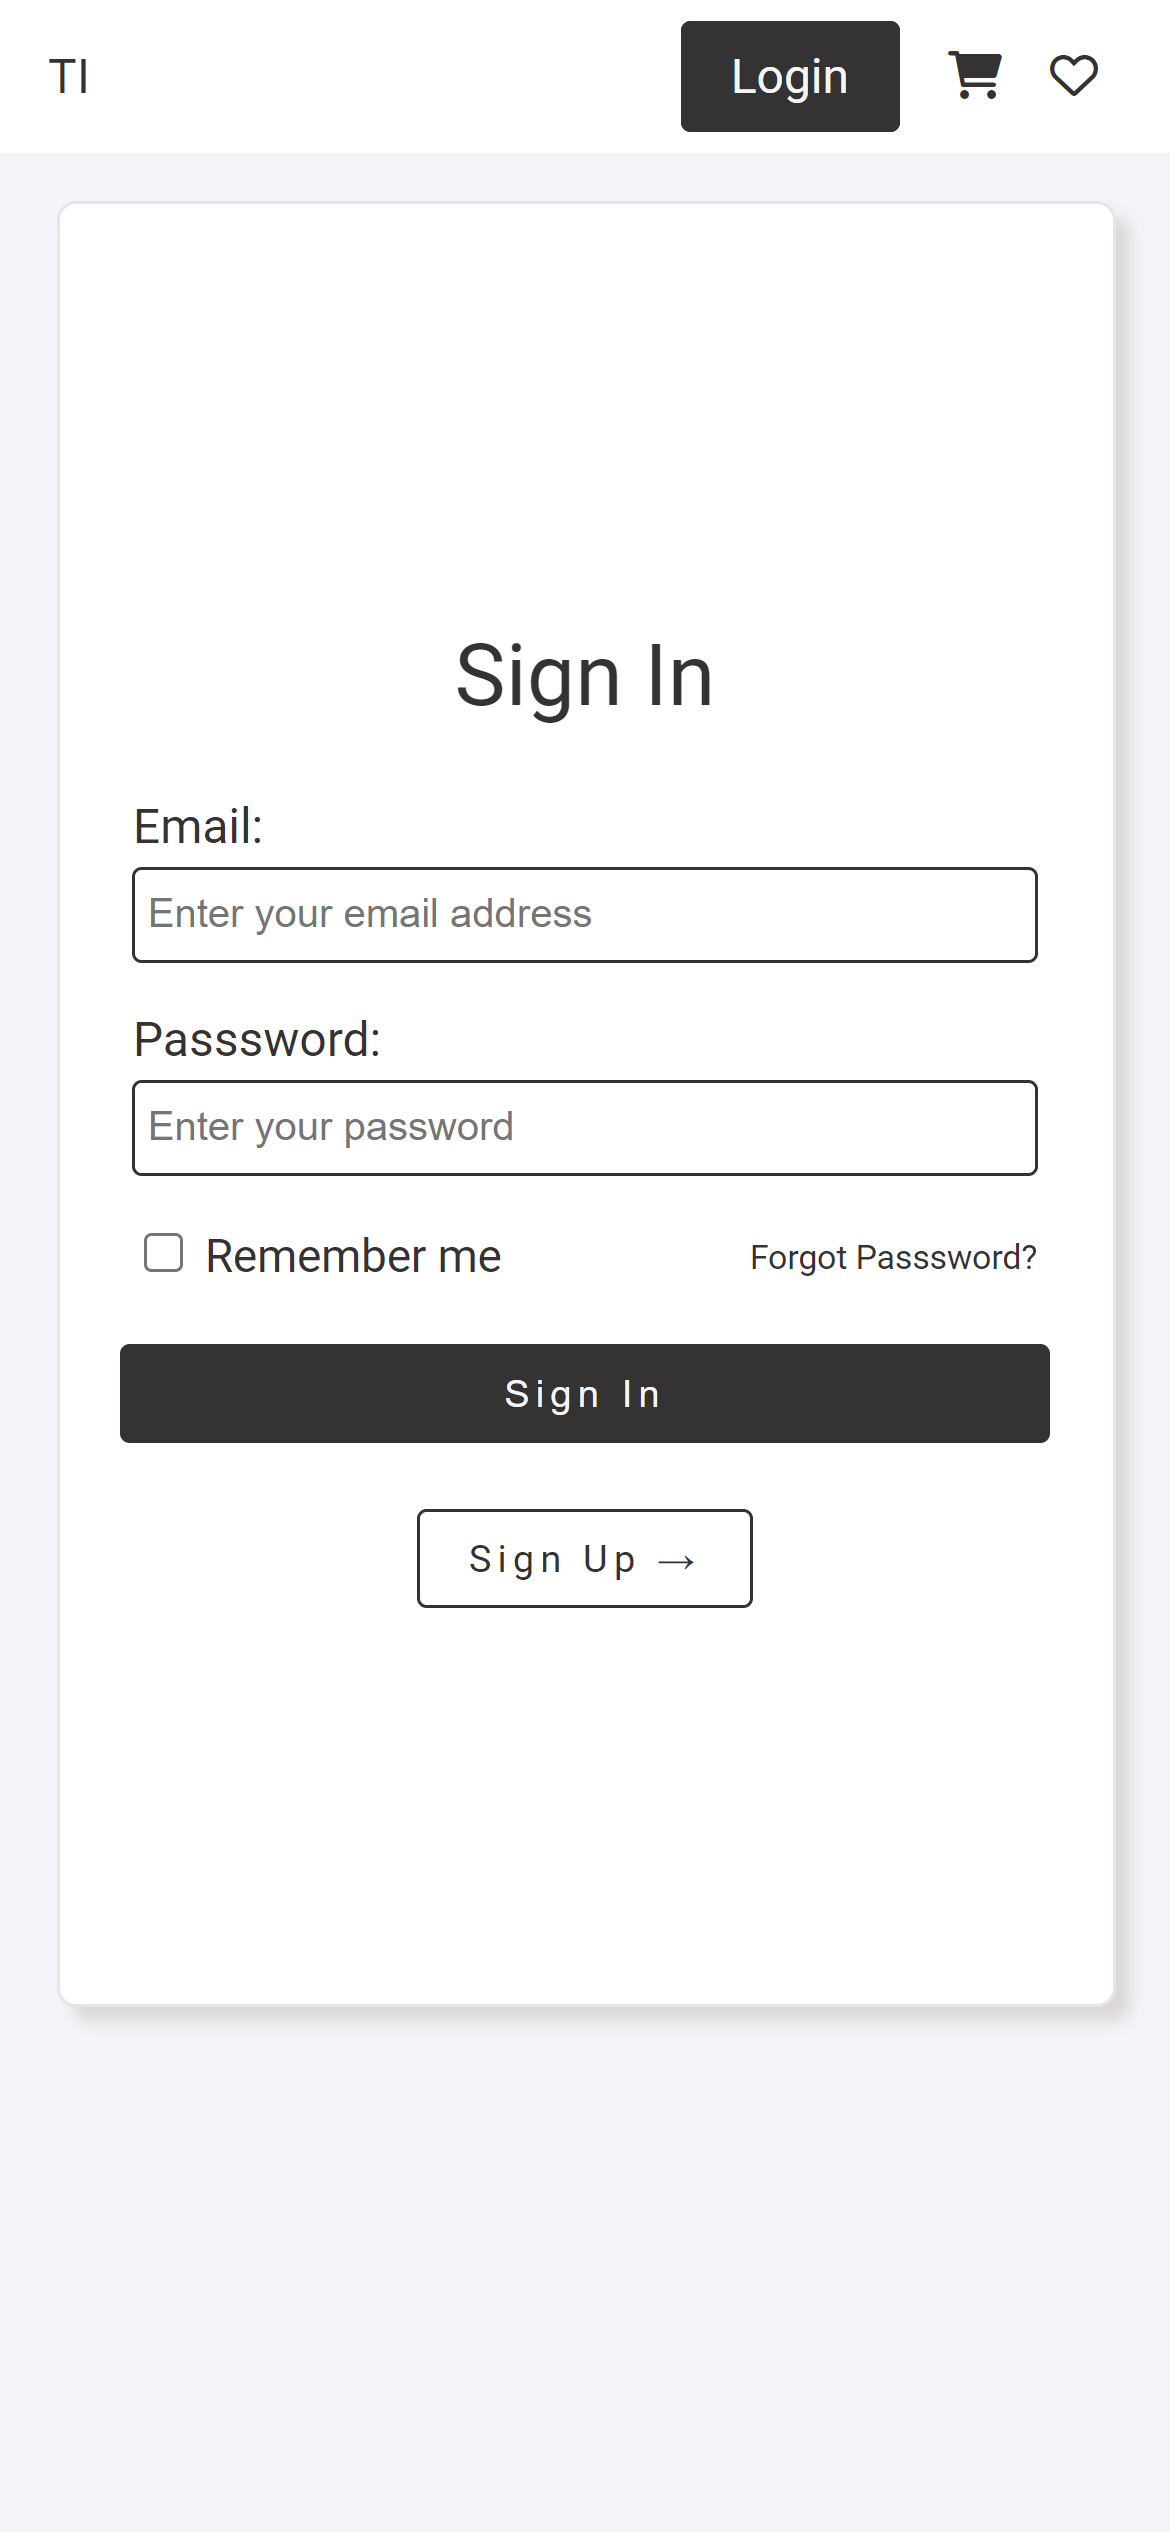 TI
Login
Sign In
Email:
Enter your email address
Passsword:
Enter your password
Remember me
Forgot Passsword?
Sign In
Sign Up →